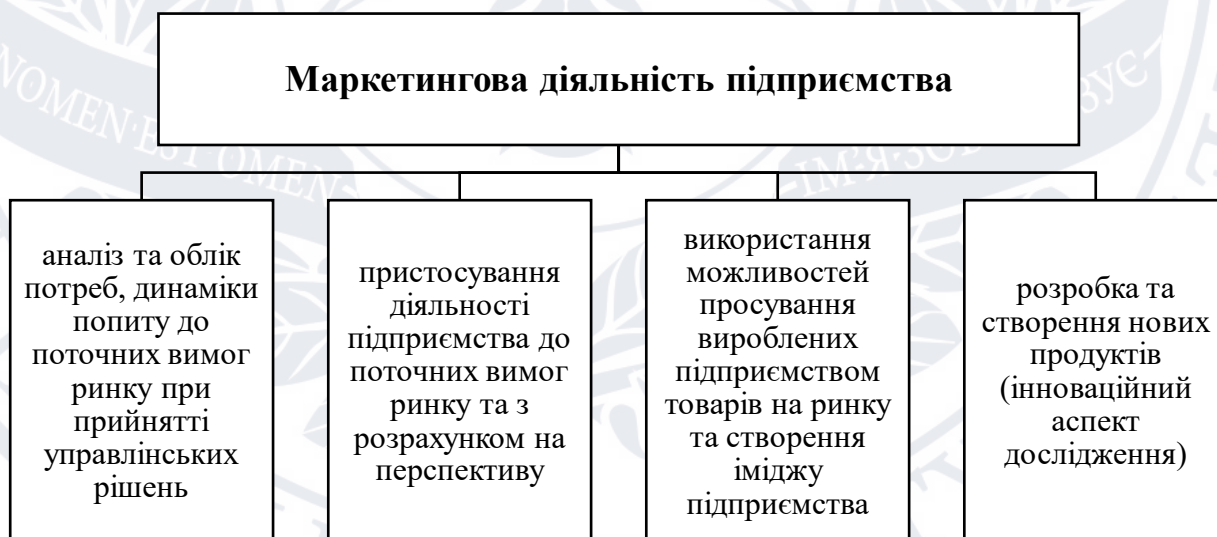 Маркетингова діяльність підприємства
аналіз та облік
потреб, динаміки
попиту до
поточних вимог
ринку при
прийнятті
управлінських
рішень
пристосування
діяльності
підприємства до
поточних вимог
ринку та з
розрахунком на
перспективу
використання
можливостей
просування
вироблених
підприємством
товарів на ринку
та створення
іміджу
підприємства
розробка та
створення нових
продуктів
(інноваційний
аспект
дослідження)